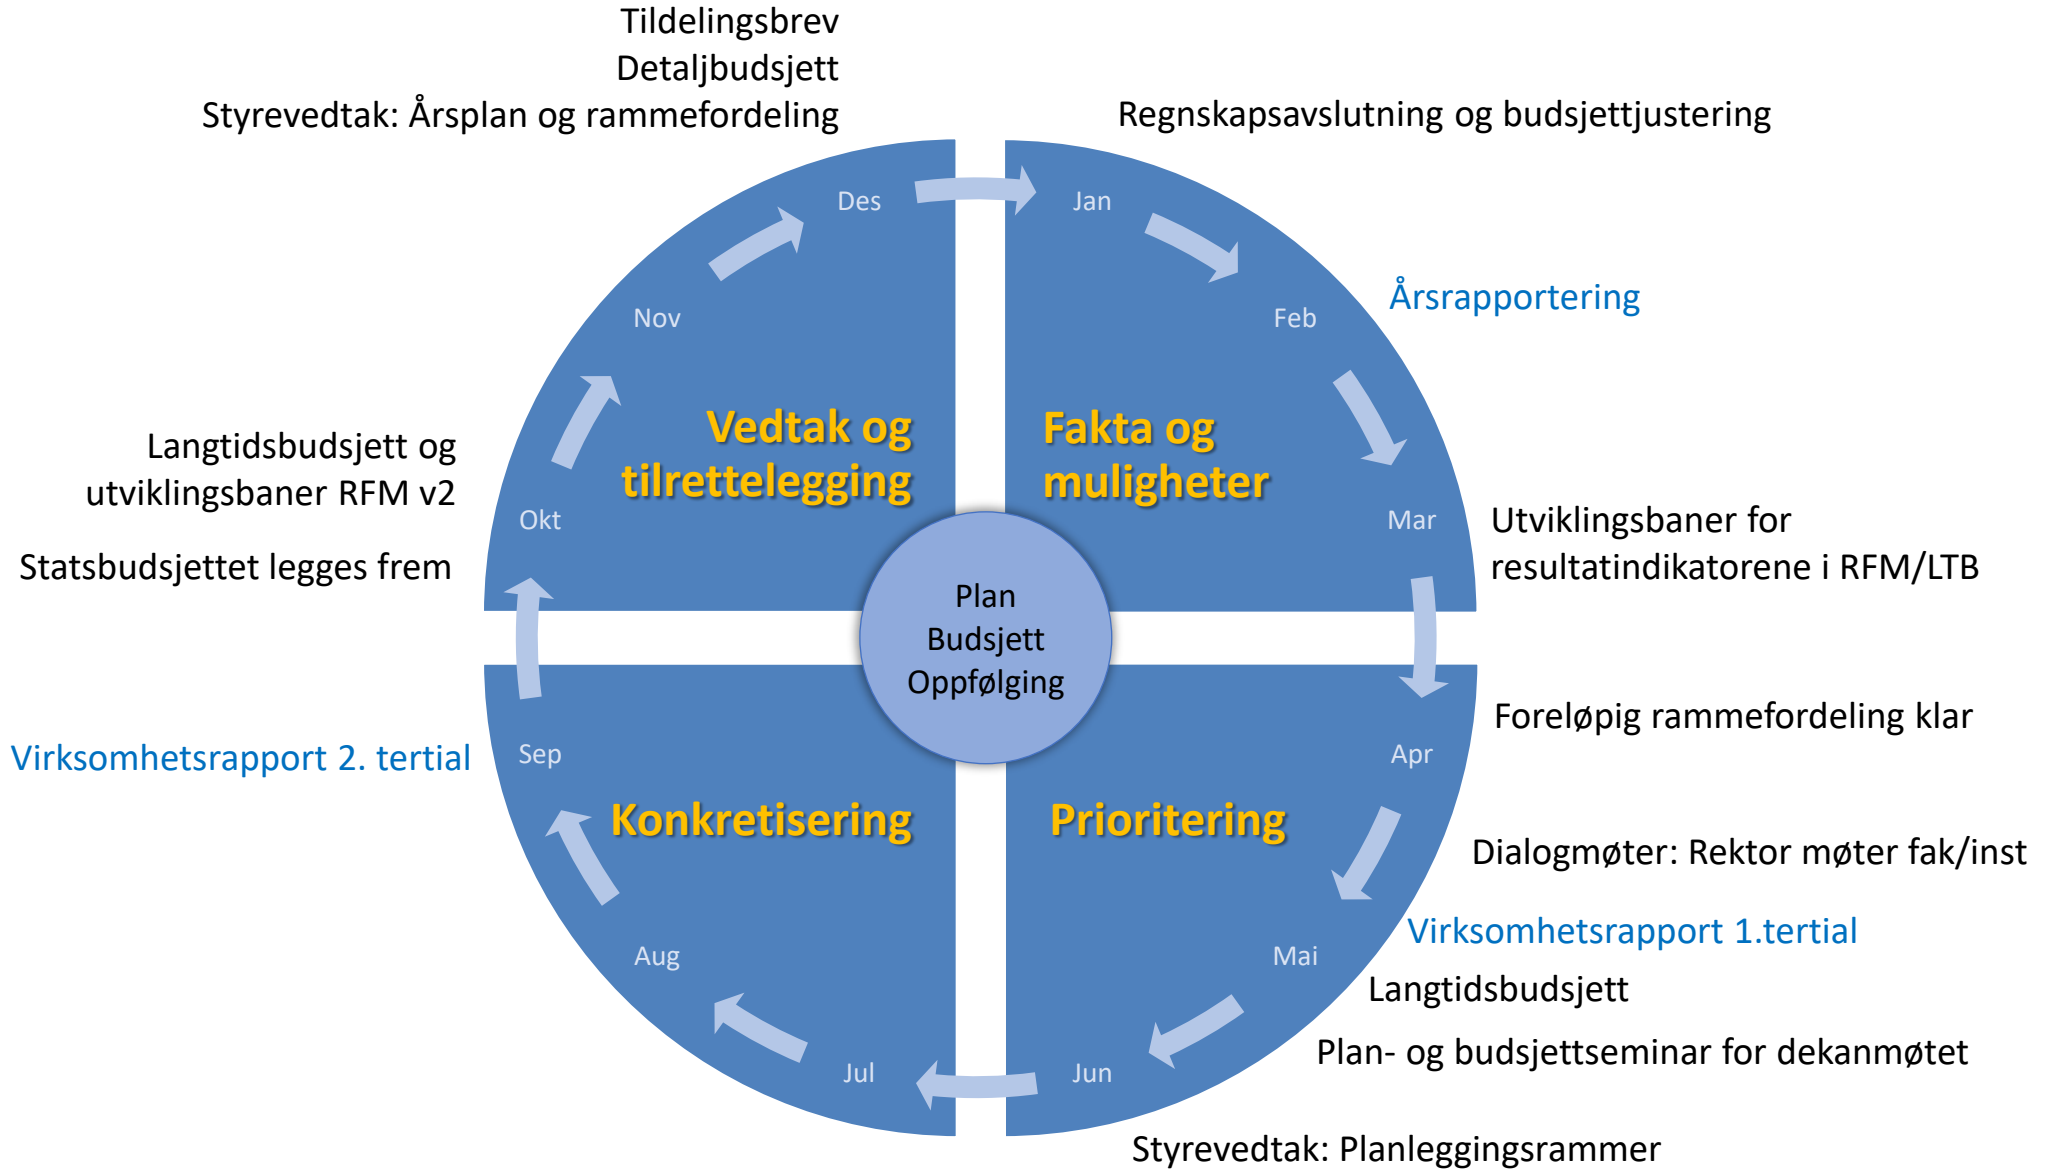 Tildelingsbrev
Detaljbudsjett
Styrevedtak: Årsplan og rammefordeling
Regnskapsavslutning og budsjettjustering
Des
Jan
Årsrapportering
Nov
Feb
Vedtak og
tilrettelegging
Fakta og
muligheter
Langtidsbudsjett og
utviklingsbaner RFM v2
Okt
Mar
Utviklingsbaner for
resultatindikatorene i RFM/LTB
Statsbudsjettet legges frem
Plan
Budsjett
Oppfølging
Foreløpig rammefordeling klar
Virksomhetsrapport 2. tertial
Sep
Apr
Konkretisering
Prioritering
Dialogmøter: Rektor møter fak/inst
Virksomhetsrapport 1.tertial
Aug
Mai
Langtidsbudsjett
Plan- og budsjettseminar for dekanmøtet
Jul
Jun
Styrevedtak: Planleggingsrammer